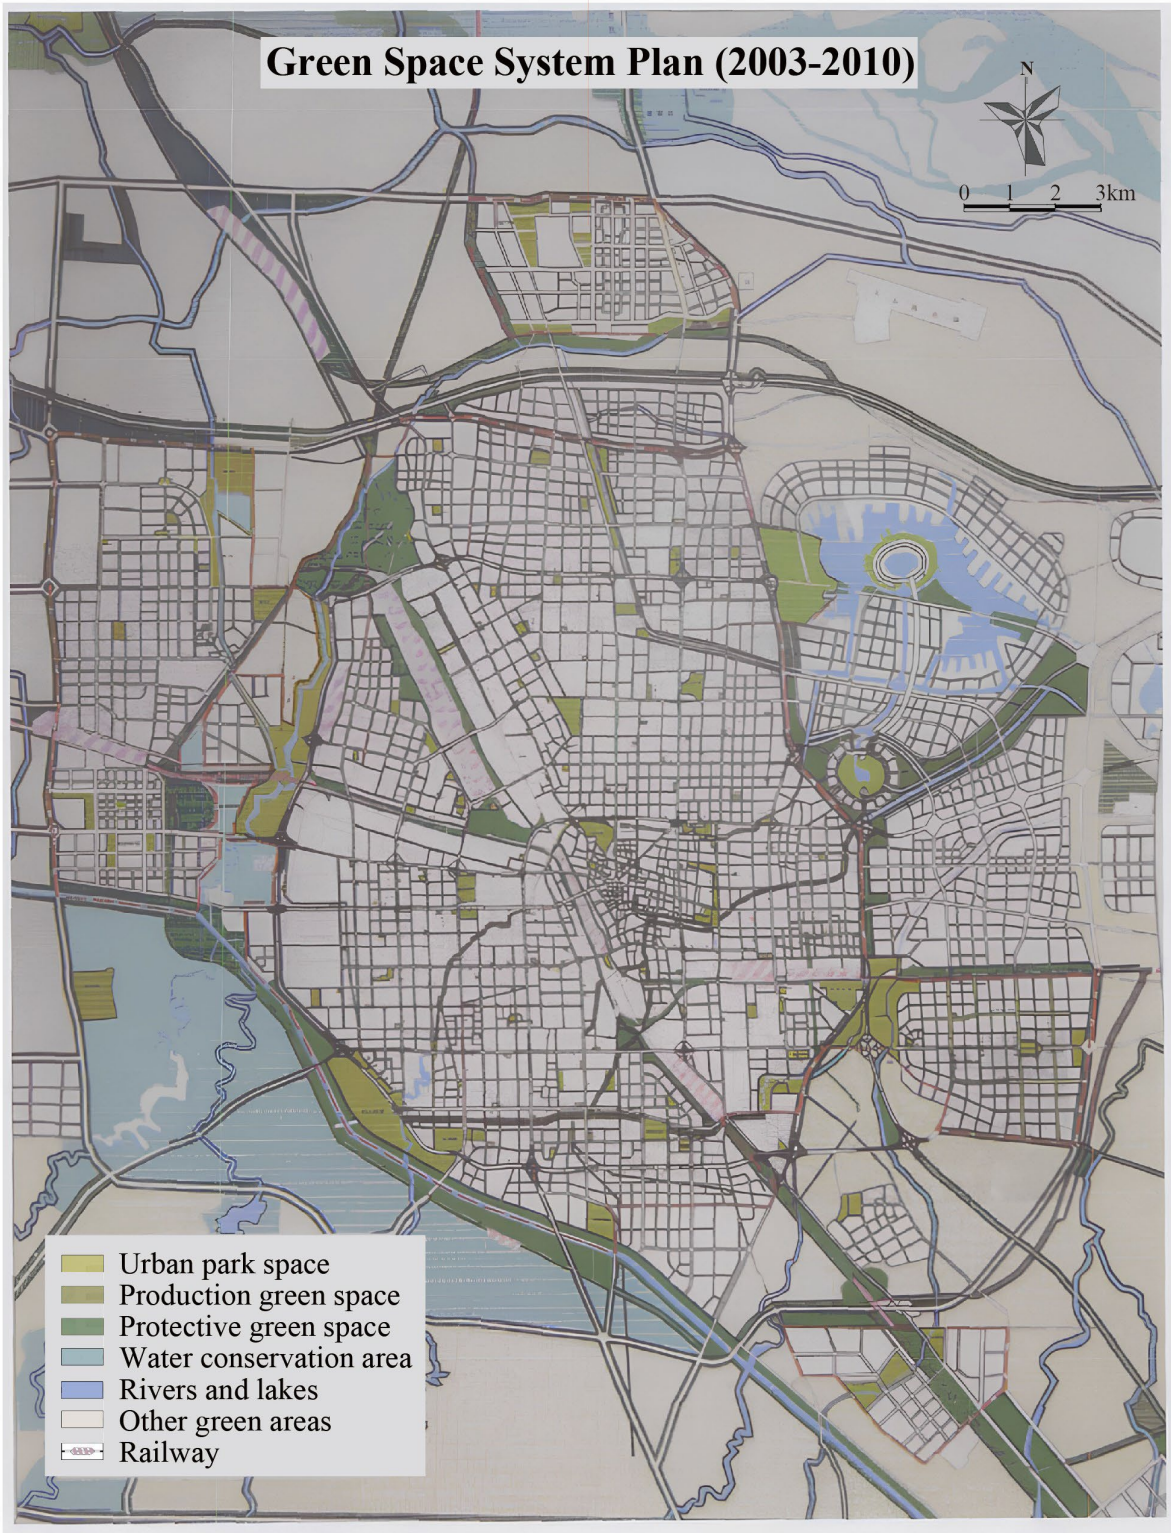 Green Space System Plan (2003-2010)
N
0 1 2 3km
Urban park space
Production green space
Protective green space
Water conservation area
Rivers and lakes
Other green areas
Railway